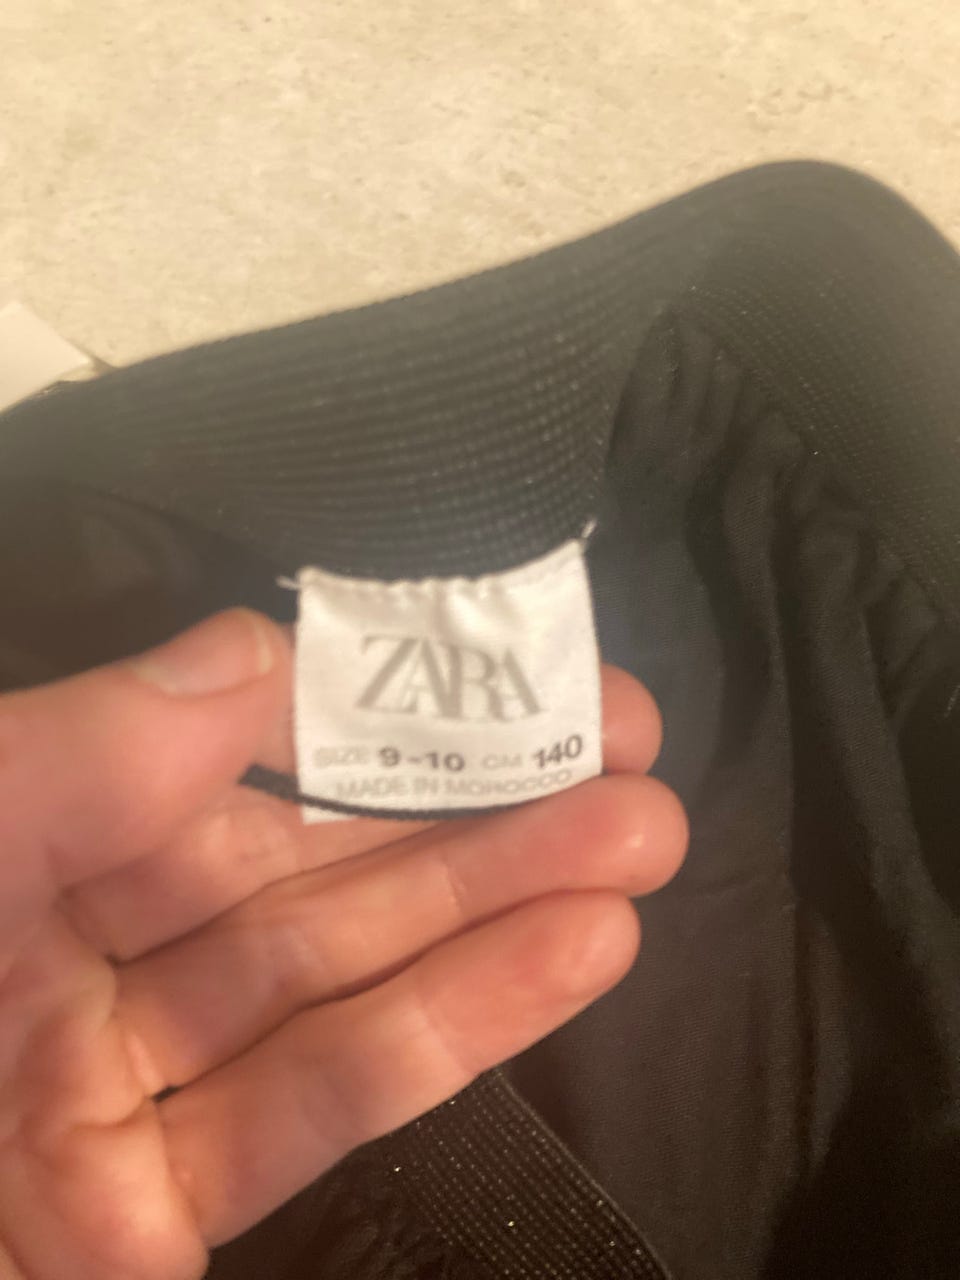 ZARA
SIZE 9-10 CM 140
MADE IN MOROCCO